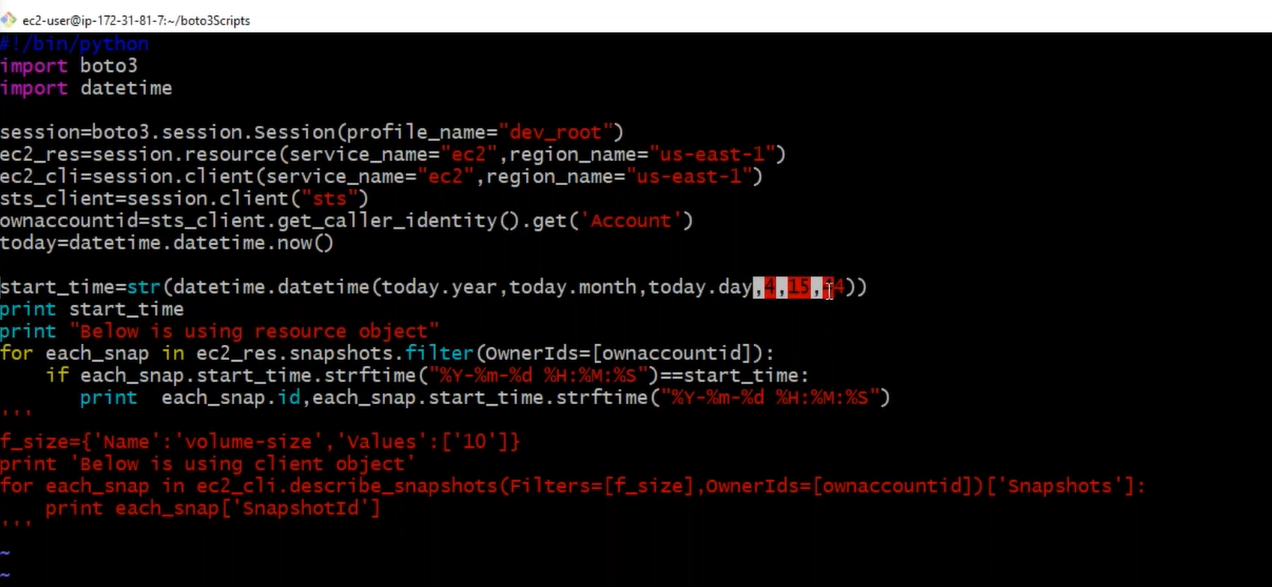 ec2-user@ip-172-31-81-7:~/boto3Scripts
#!/bin/python
import boto3
import datetime
session=boto3.session.Session(profile_name="dev_root")
ec2_res=session.resource(service_name="ec2",region_name="us-east-1")
ec2_cli=session.client(service_name="ec2",region_name="us-east-1")
sts_client=session.client("sts")
ownaccountid=sts_client.get_caller_identity().get('Account')
today=datetime.datetime.now()
start_time=str(datetime.datetime(today.year,today.month,today.day,4,15,4))
print start_time
print "Below is using resource object"
for each_snap in ec2_res.snapshots.filter(OwnerIds=[ownaccountid]):
    if each_snap.start_time.strftime("%Y-%m-%d %H:%M:%S")==start_time:
       print  each_snap.id,each_snap.start_time.strftime("%Y-%m-%d %H:%M:%S")
'''
f_size={'Name':'volume-size','Values':['10']}
print 'Below is using client object'
for each_snap in ec2_cli.describe_snapshots(Filters=[f_size],OwnerIds=[ownaccountid])['Snapshots']:
    print each_snap['SnapshotId']
'''
~
~